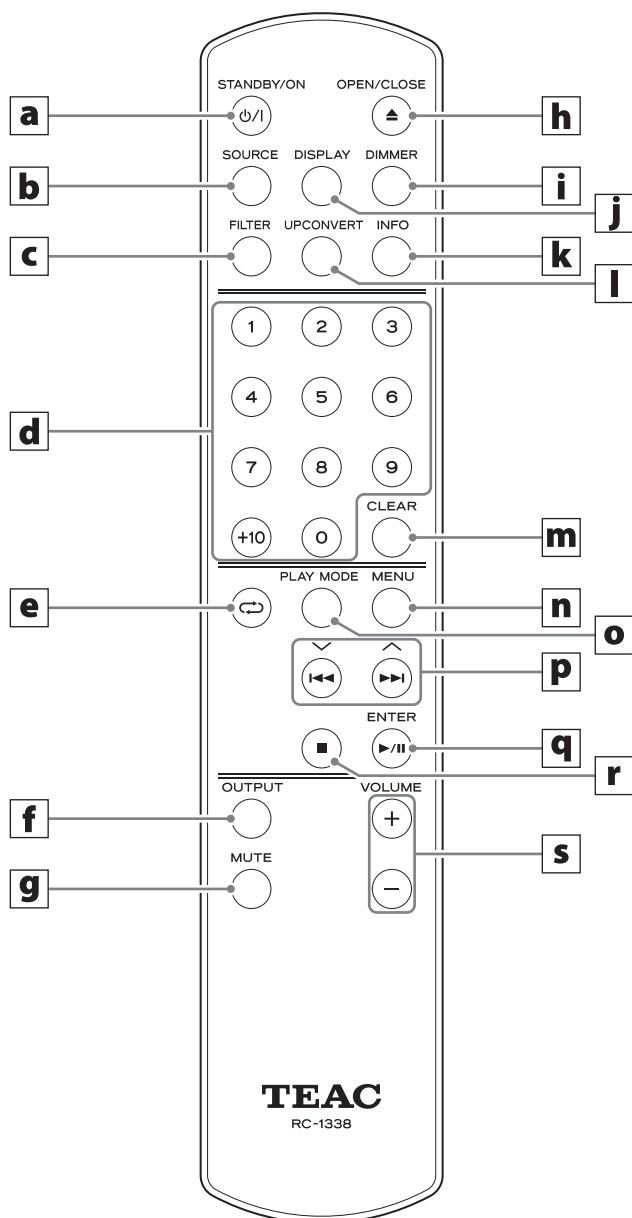 STANDBY/ON OPEN/CLOSE
a h
SOURCE DISPLAY DIMMER
b i
j
FILTER UPCONVERT INFO
c k
l
1 2 3
4 5 6
d
7 8 9
CLEAR
+10 0 m
PLAY MODE MENU
e n
o
p
ENTER
q
r
OUTPUT VOLUME
f +
s
MUTE
g −
TEAC
RC-1338